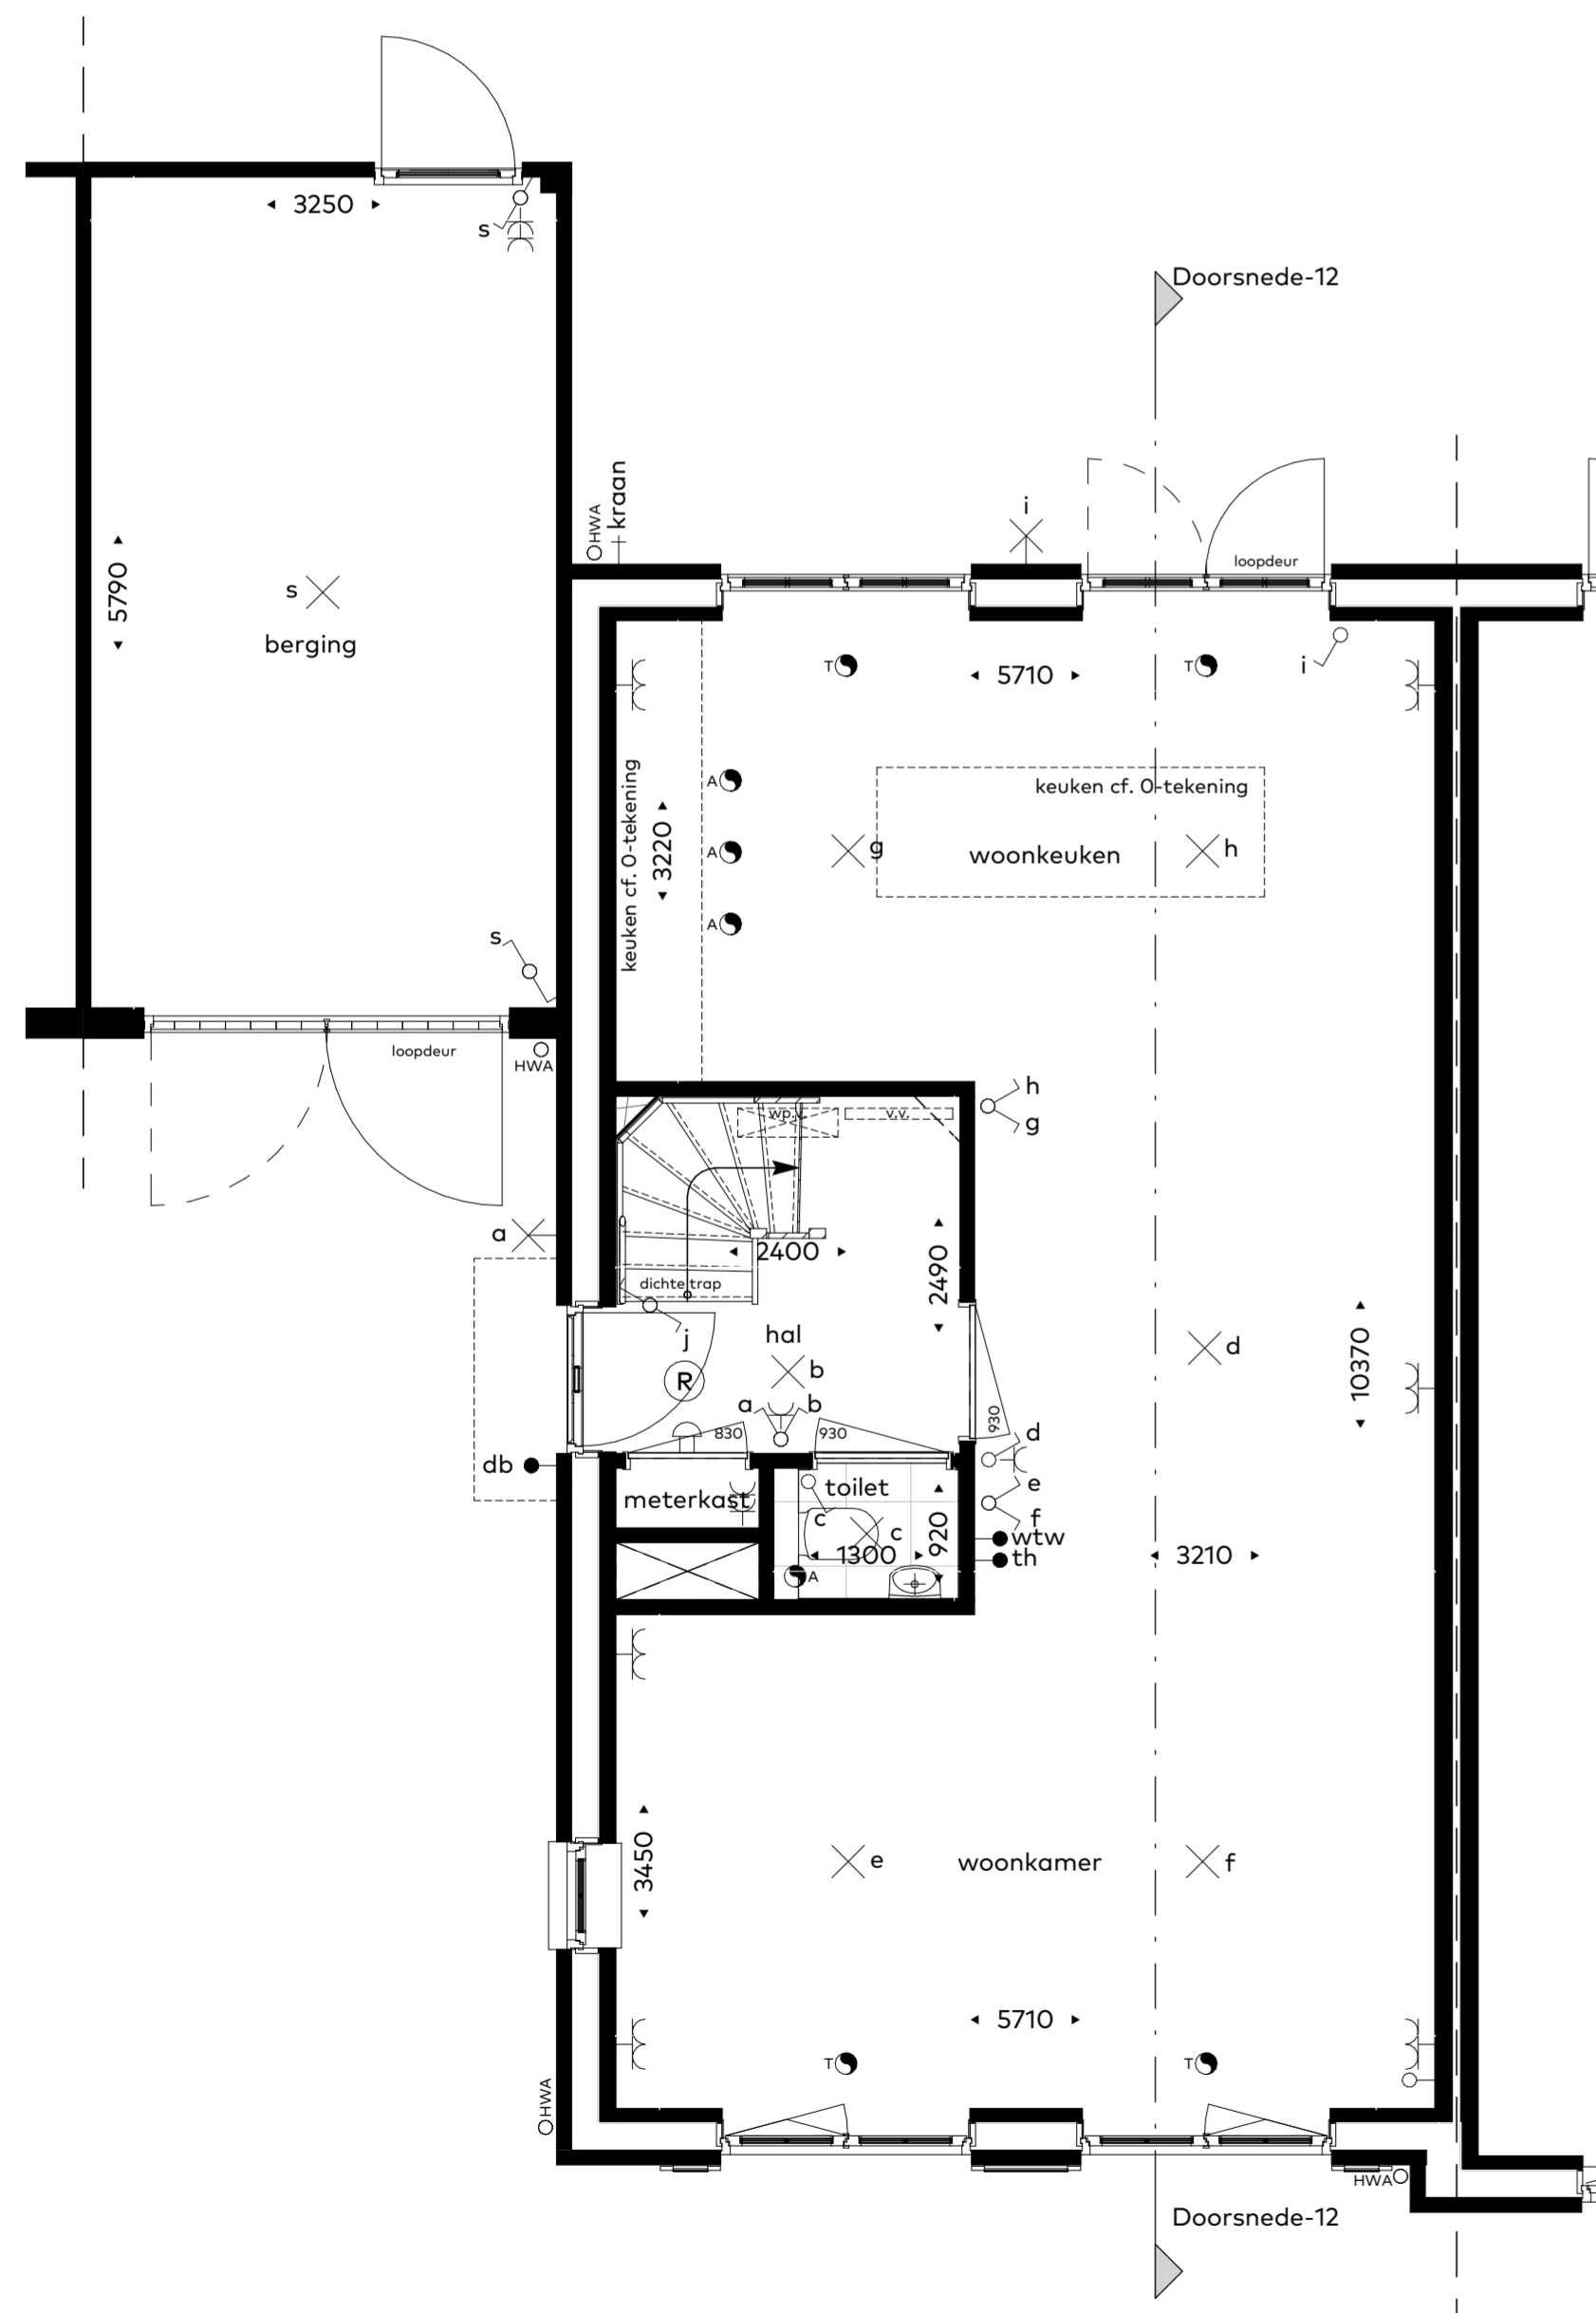 3250
s
Doorsnede-12
kraan
HWA
i
loopdeur
5790
s
berging
i
T
5710
T
keuken cf. 0-tekening
3220
A
A
A
keuken cf. 0-tekening
g
woonkeuken
h
s
loopdeur
HWA
h
g
wp.v.
v.v.
a
2400
2490
dichte trap
j
hal
b
R
a
b
830
930
930
d
10370
d
db
meterkast
toilet
e
c
c
f
920
wtw
1300
th
A
3210
3450
e
woonkamer
f
5710
T
T
HWA
HWA
Doorsnede-12